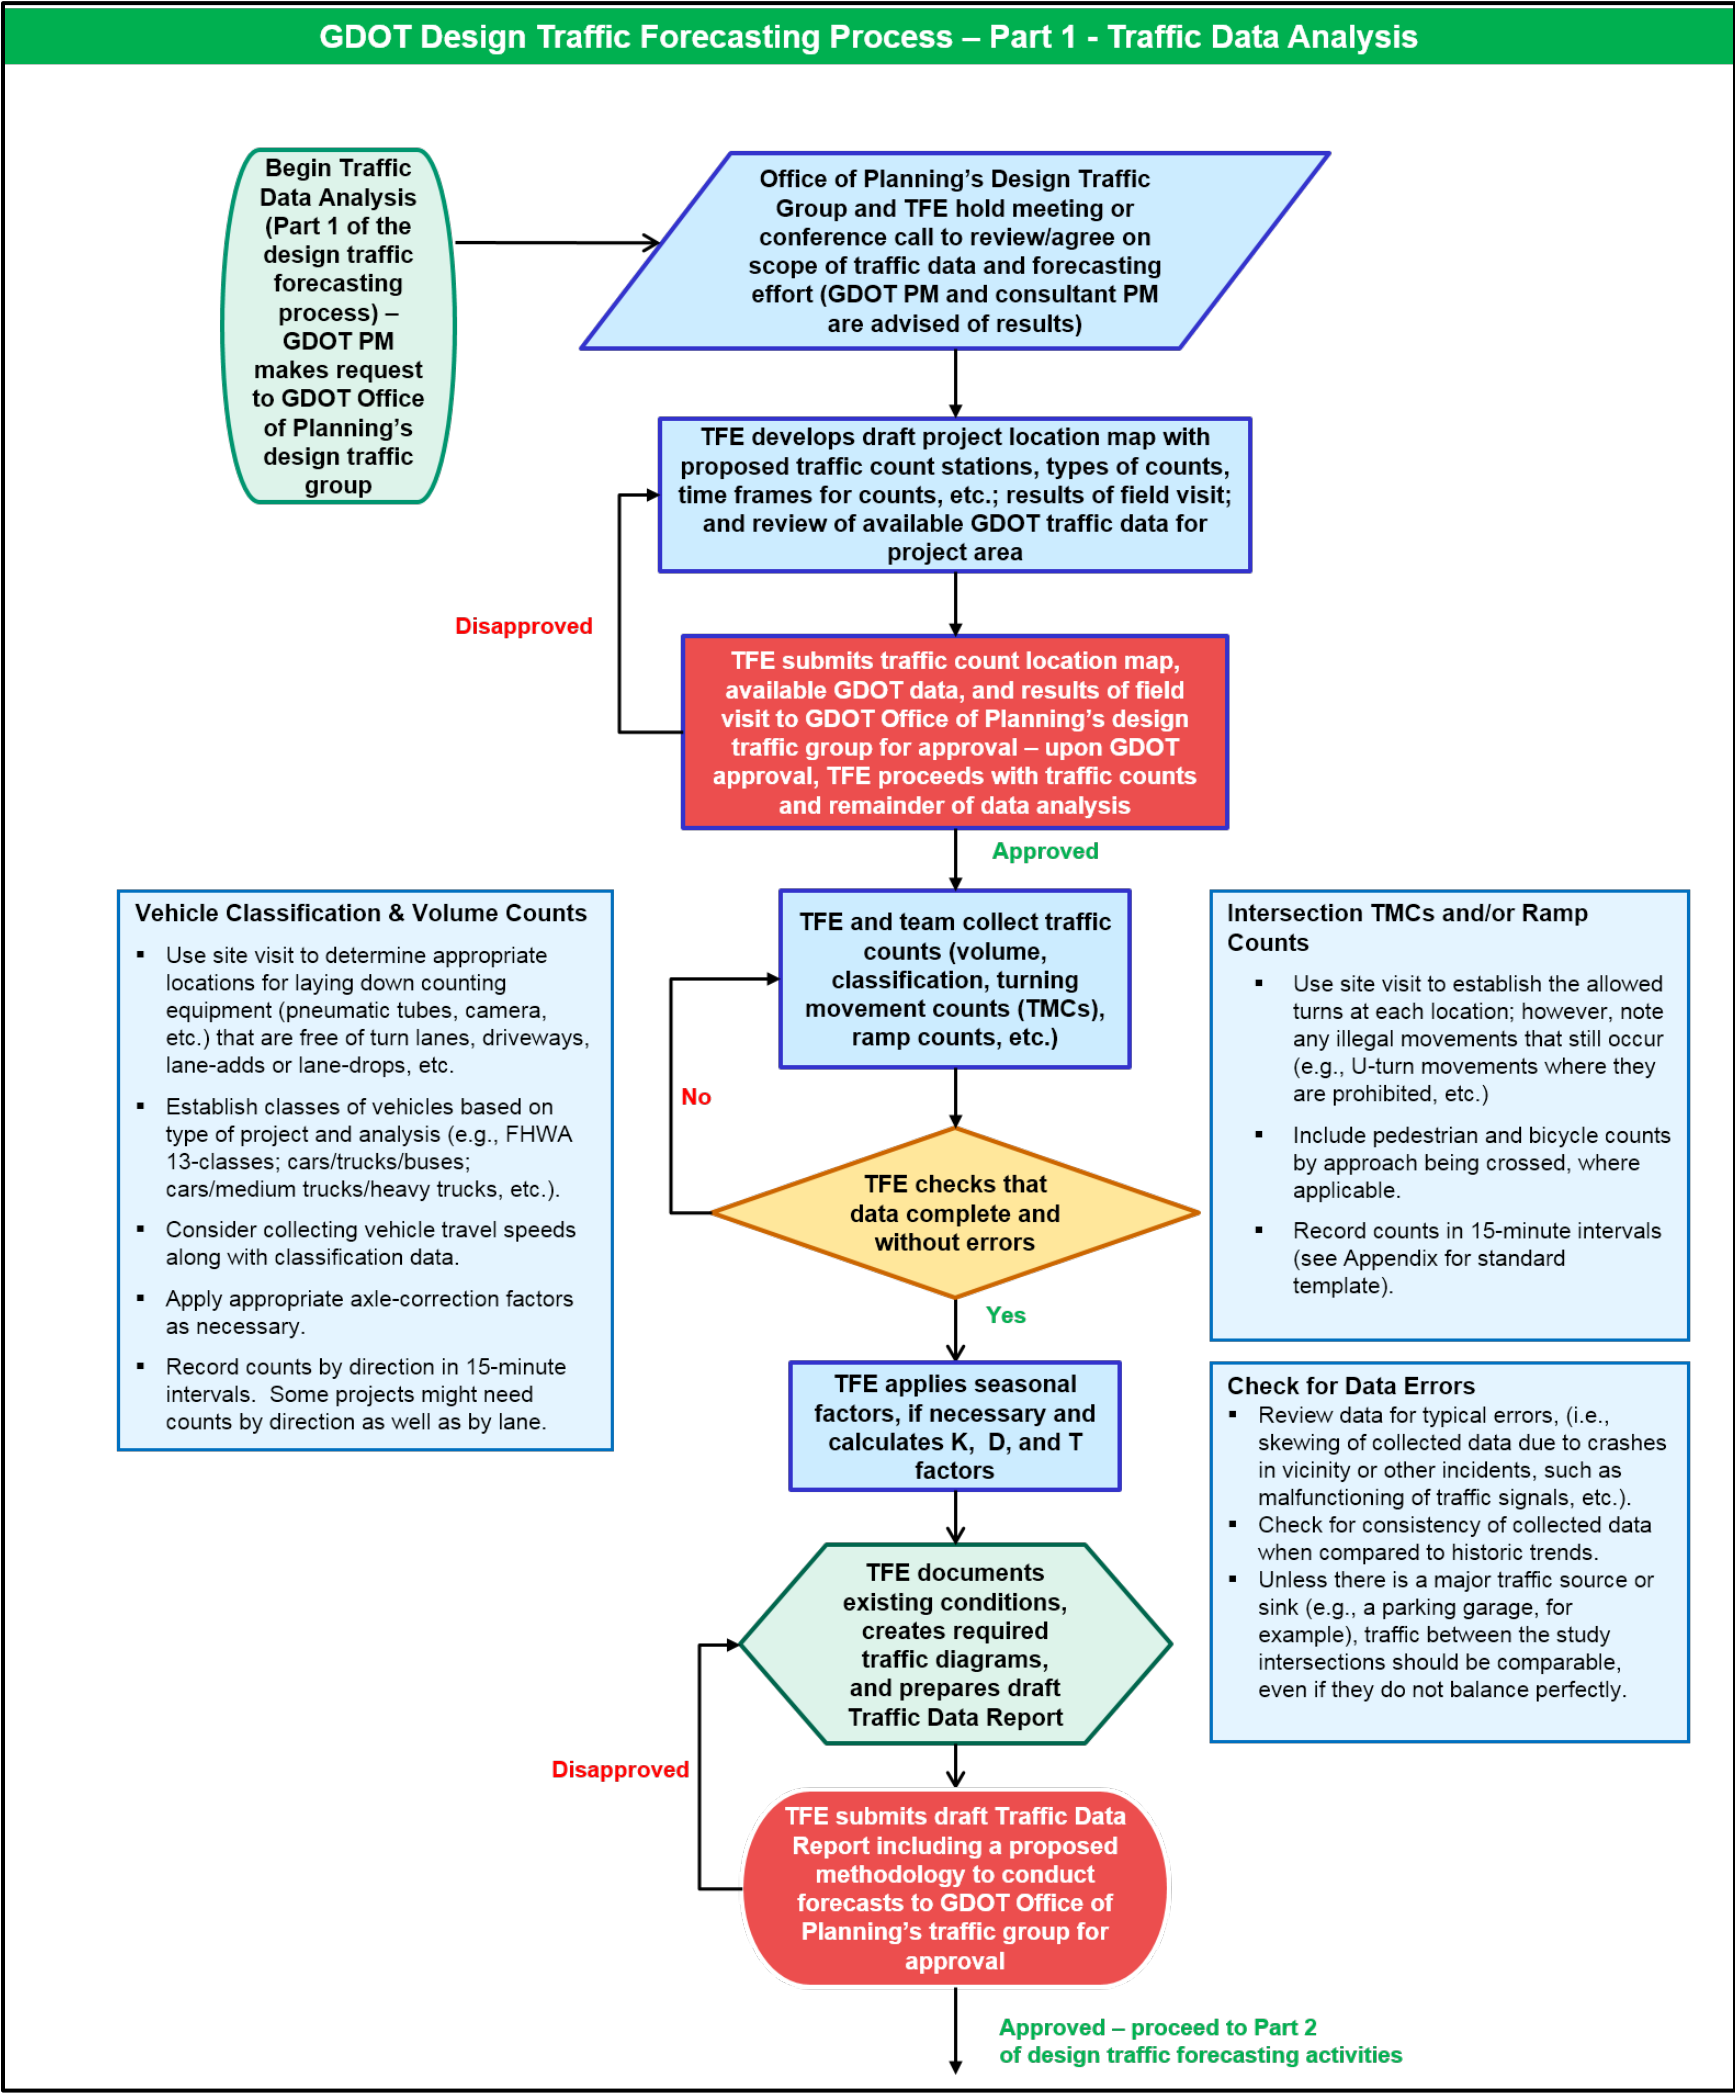 GDOT Design Traffic Forecasting Process – Part 1 - Traffic Data Analysis
Begin Traffic
Data Analysis
(Part 1 of the
design traffic
forecasting
process) –
GDOT PM
makes request
to GDOT Office
of Planning’s
design traffic
group
Office of Planning’s Design Traffic
Group and TFE hold meeting or
conference call to review/agree on
scope of traffic data and forecasting
effort (GDOT PM and consultant PM
are advised of results)
TFE develops draft project location map with
proposed traffic count stations, types of counts,
time frames for counts, etc.; results of field visit;
and review of available GDOT traffic data for
project area
Disapproved
TFE submits traffic count location map,
available GDOT data, and results of field
visit to GDOT Office of Planning’s design
traffic group for approval – upon GDOT
approval, TFE proceeds with traffic counts
and remainder of data analysis
Approved
Vehicle Classification & Volume Counts
▪ Use site visit to determine appropriate
locations for laying down counting
equipment (pneumatic tubes, camera,
etc.) that are free of turn lanes, driveways,
lane-adds or lane-drops, etc.
▪ Establish classes of vehicles based on
type of project and analysis (e.g., FHWA
13-classes; cars/trucks/buses;
cars/medium trucks/heavy trucks, etc.).
▪ Consider collecting vehicle travel speeds
along with classification data.
▪ Apply appropriate axle-correction factors
as necessary.
▪ Record counts by direction in 15-minute
intervals.  Some projects might need
counts by direction as well as by lane.
TFE and team collect traffic
counts (volume,
classification, turning
movement counts (TMCs),
ramp counts, etc.)
No
TFE checks that
data complete and
without errors
Yes
Intersection TMCs and/or Ramp
Counts
▪ Use site visit to establish the allowed
turns at each location; however, note
any illegal movements that still occur
(e.g., U-turn movements where they
are prohibited, etc.)
▪ Include pedestrian and bicycle counts
by approach being crossed, where
applicable.
▪ Record counts in 15-minute intervals
(see Appendix for standard
template).
TFE applies seasonal
factors, if necessary and
calculates K,  D, and T
factors
Check for Data Errors
▪ Review data for typical errors, (i.e.,
skewing of collected data due to crashes
in vicinity or other incidents, such as
malfunctioning of traffic signals, etc.).
▪ Check for consistency of collected data
when compared to historic trends.
▪ Unless there is a major traffic source or
sink (e.g., a parking garage, for
example), traffic between the study
intersections should be comparable,
even if they do not balance perfectly.
TFE documents
existing conditions,
creates required
traffic diagrams,
and prepares draft
Traffic Data Report
Disapproved
TFE submits draft Traffic Data
Report including a proposed
methodology to conduct
forecasts to GDOT Office of
Planning’s traffic group for
approval
Approved – proceed to Part 2
of design traffic forecasting activities